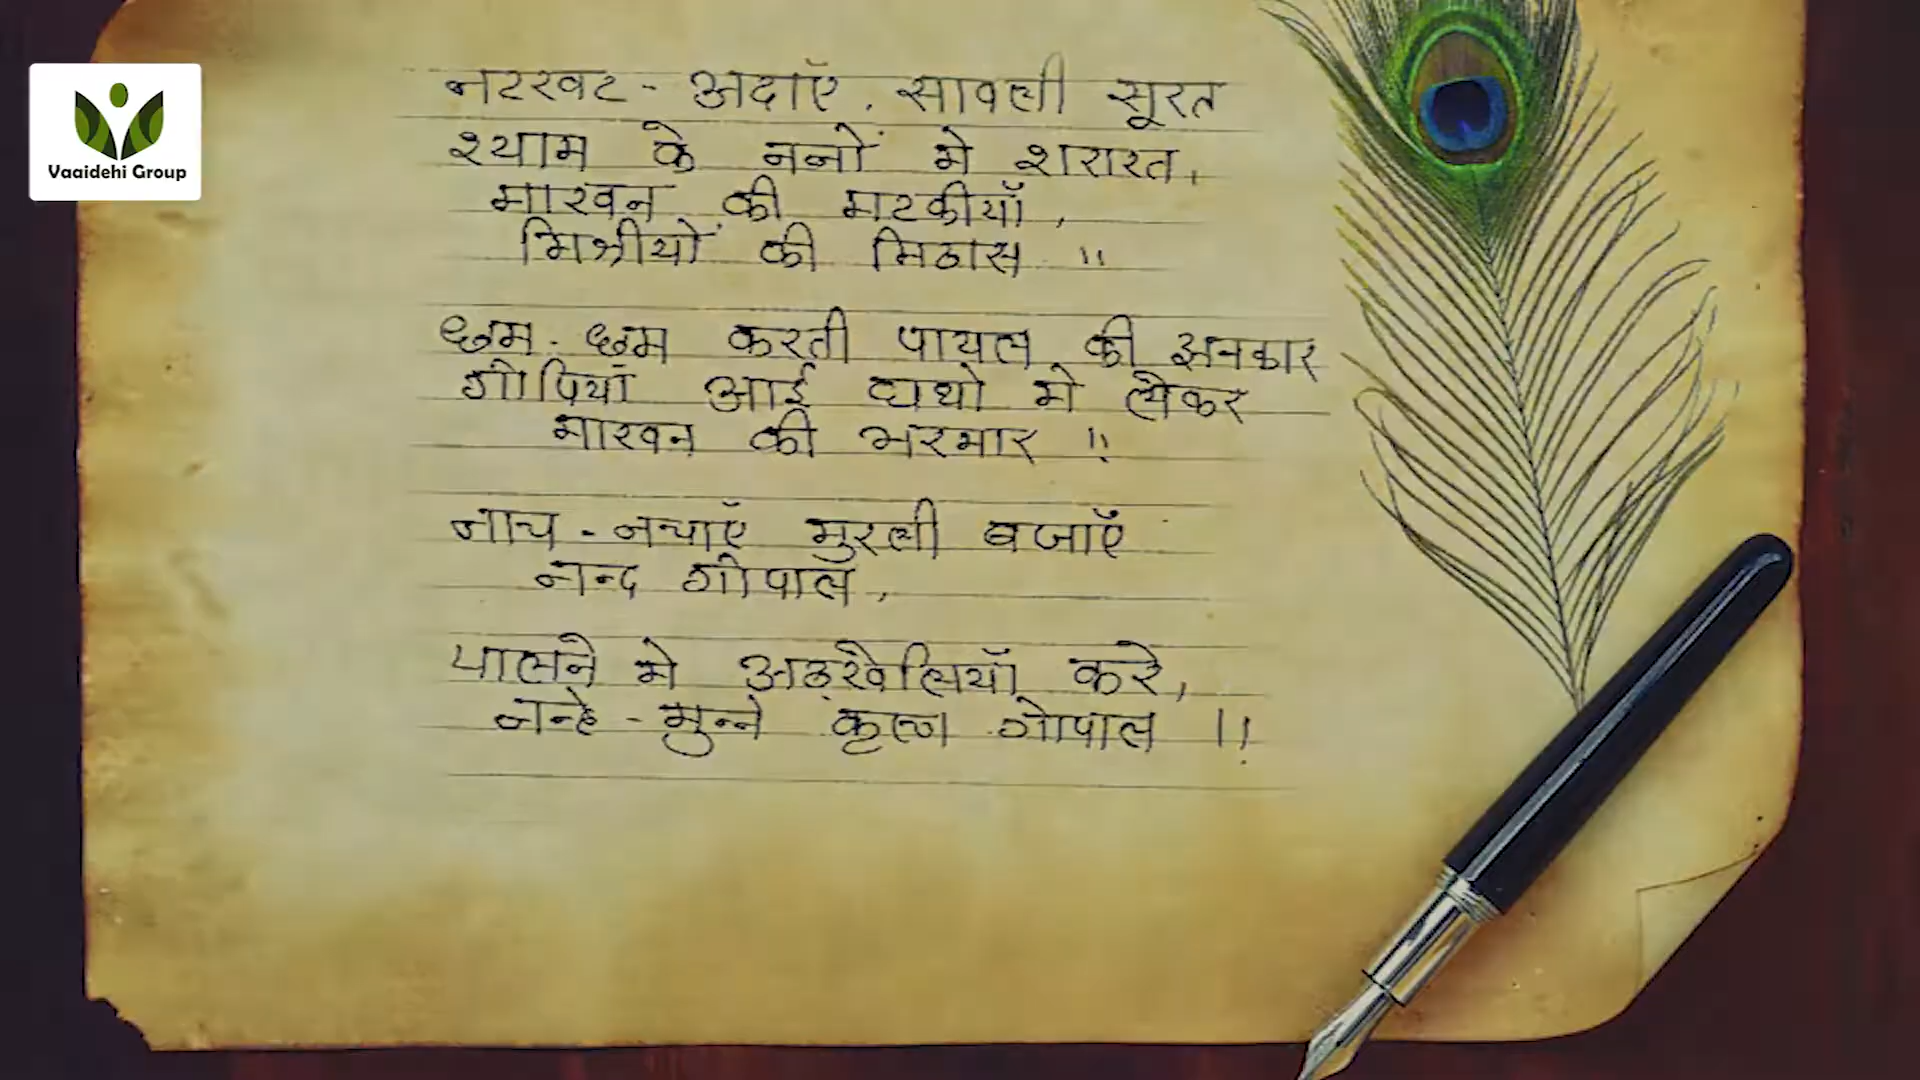 Vaaidehi Group
नटखट - अदाएँ, सावली सूरत
श्याम के ननों में शरारत,
माखन की मटकीयाँ,
मिश्रीयों की मिठास ।।
छम - छम करती पायल की झनकार
गोपियाँ आई हाथो मे लेकर
माखन की भरमार !!
नाच - नचाएँ मुरली बजाएँ
नन्द गोपाल,
पालने मे अठखेलियाँ करे,
नन्हे - मुन्ने कृष्ण गोपाल ।!